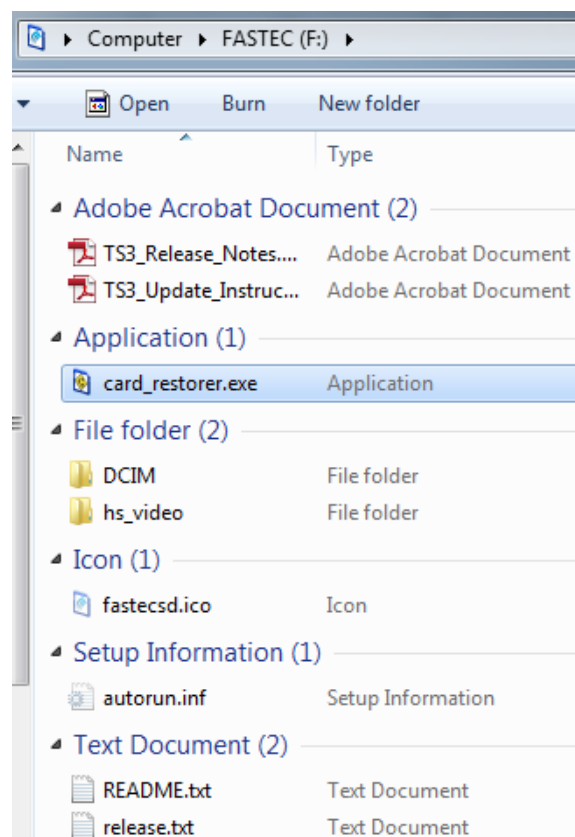 Computer FASTEC (F:)
Open Burn New folder
Name Type
Adobe Acrobat Document (2)
TS3_Release_Notes.... Adobe Acrobat Document
TS3_Update_Instruc... Adobe Acrobat Document
Application (1)
card_restorer.exe Application
File folder (2)
DCIM File folder
hs_video File folder
Icon (1)
fastecsd.ico Icon
Setup Information (1)
autorun.inf Setup Information
Text Document (2)
README.txt Text Document
release.txt Text Document